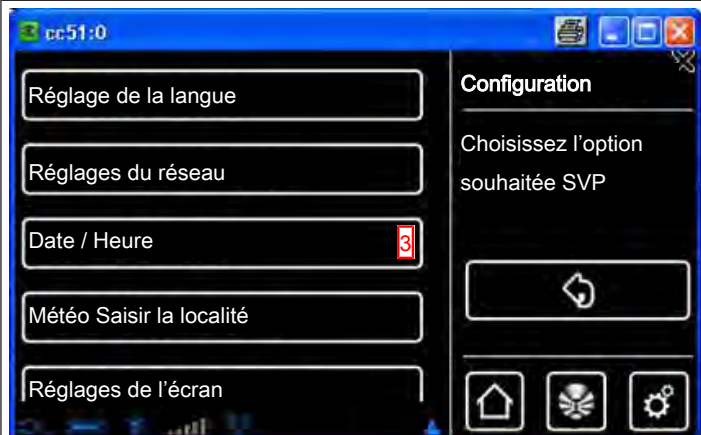 cc51:0
Réglage de la langue
Réglages du réseau
Date / Heure 3
Météo Saisir la localité
Réglages de l’écran
Configuration
Choisissez l’option
souhaitée SVP